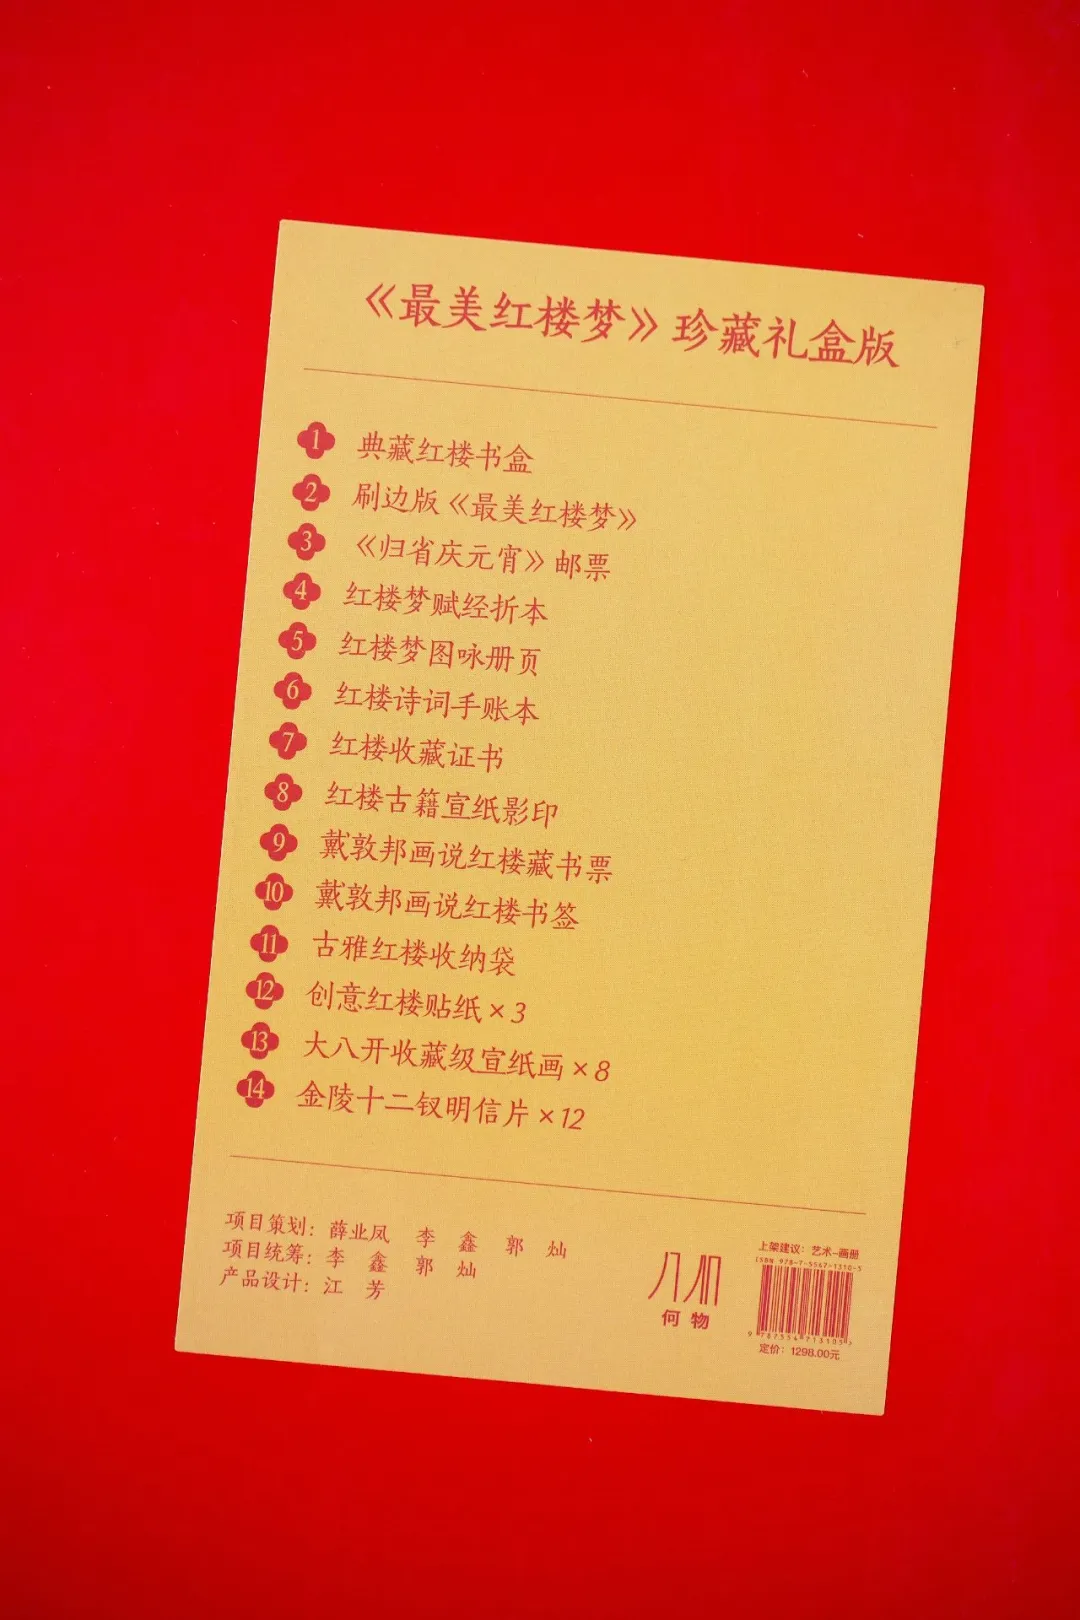 《最美红楼梦》珍藏礼盒版
1 典藏红楼书盒
2 刷边版《最美红楼梦》
3 《归省庆元宵》邮票
4 红楼梦赋经折本
5 红楼梦图咏册页
6 红楼诗词手账本
7 红楼收藏证书
8 红楼古籍宣纸影印
9 戴敦邦画说红楼藏书票
10 戴敦邦画说红楼书签
11 古雅红楼收纳袋
12 创意红楼贴纸×3
13 大八开收藏级宣纸画×8
14 金陵十二钗明信片×12
项目策划：薛业凤 李 鑫 郭 灿
项目统筹：李 鑫 郭 灿
产品设计：江 芳
何物
上架建议：艺术-画册
ISBN 978-7-5567-1310-5
定价：1298.00元